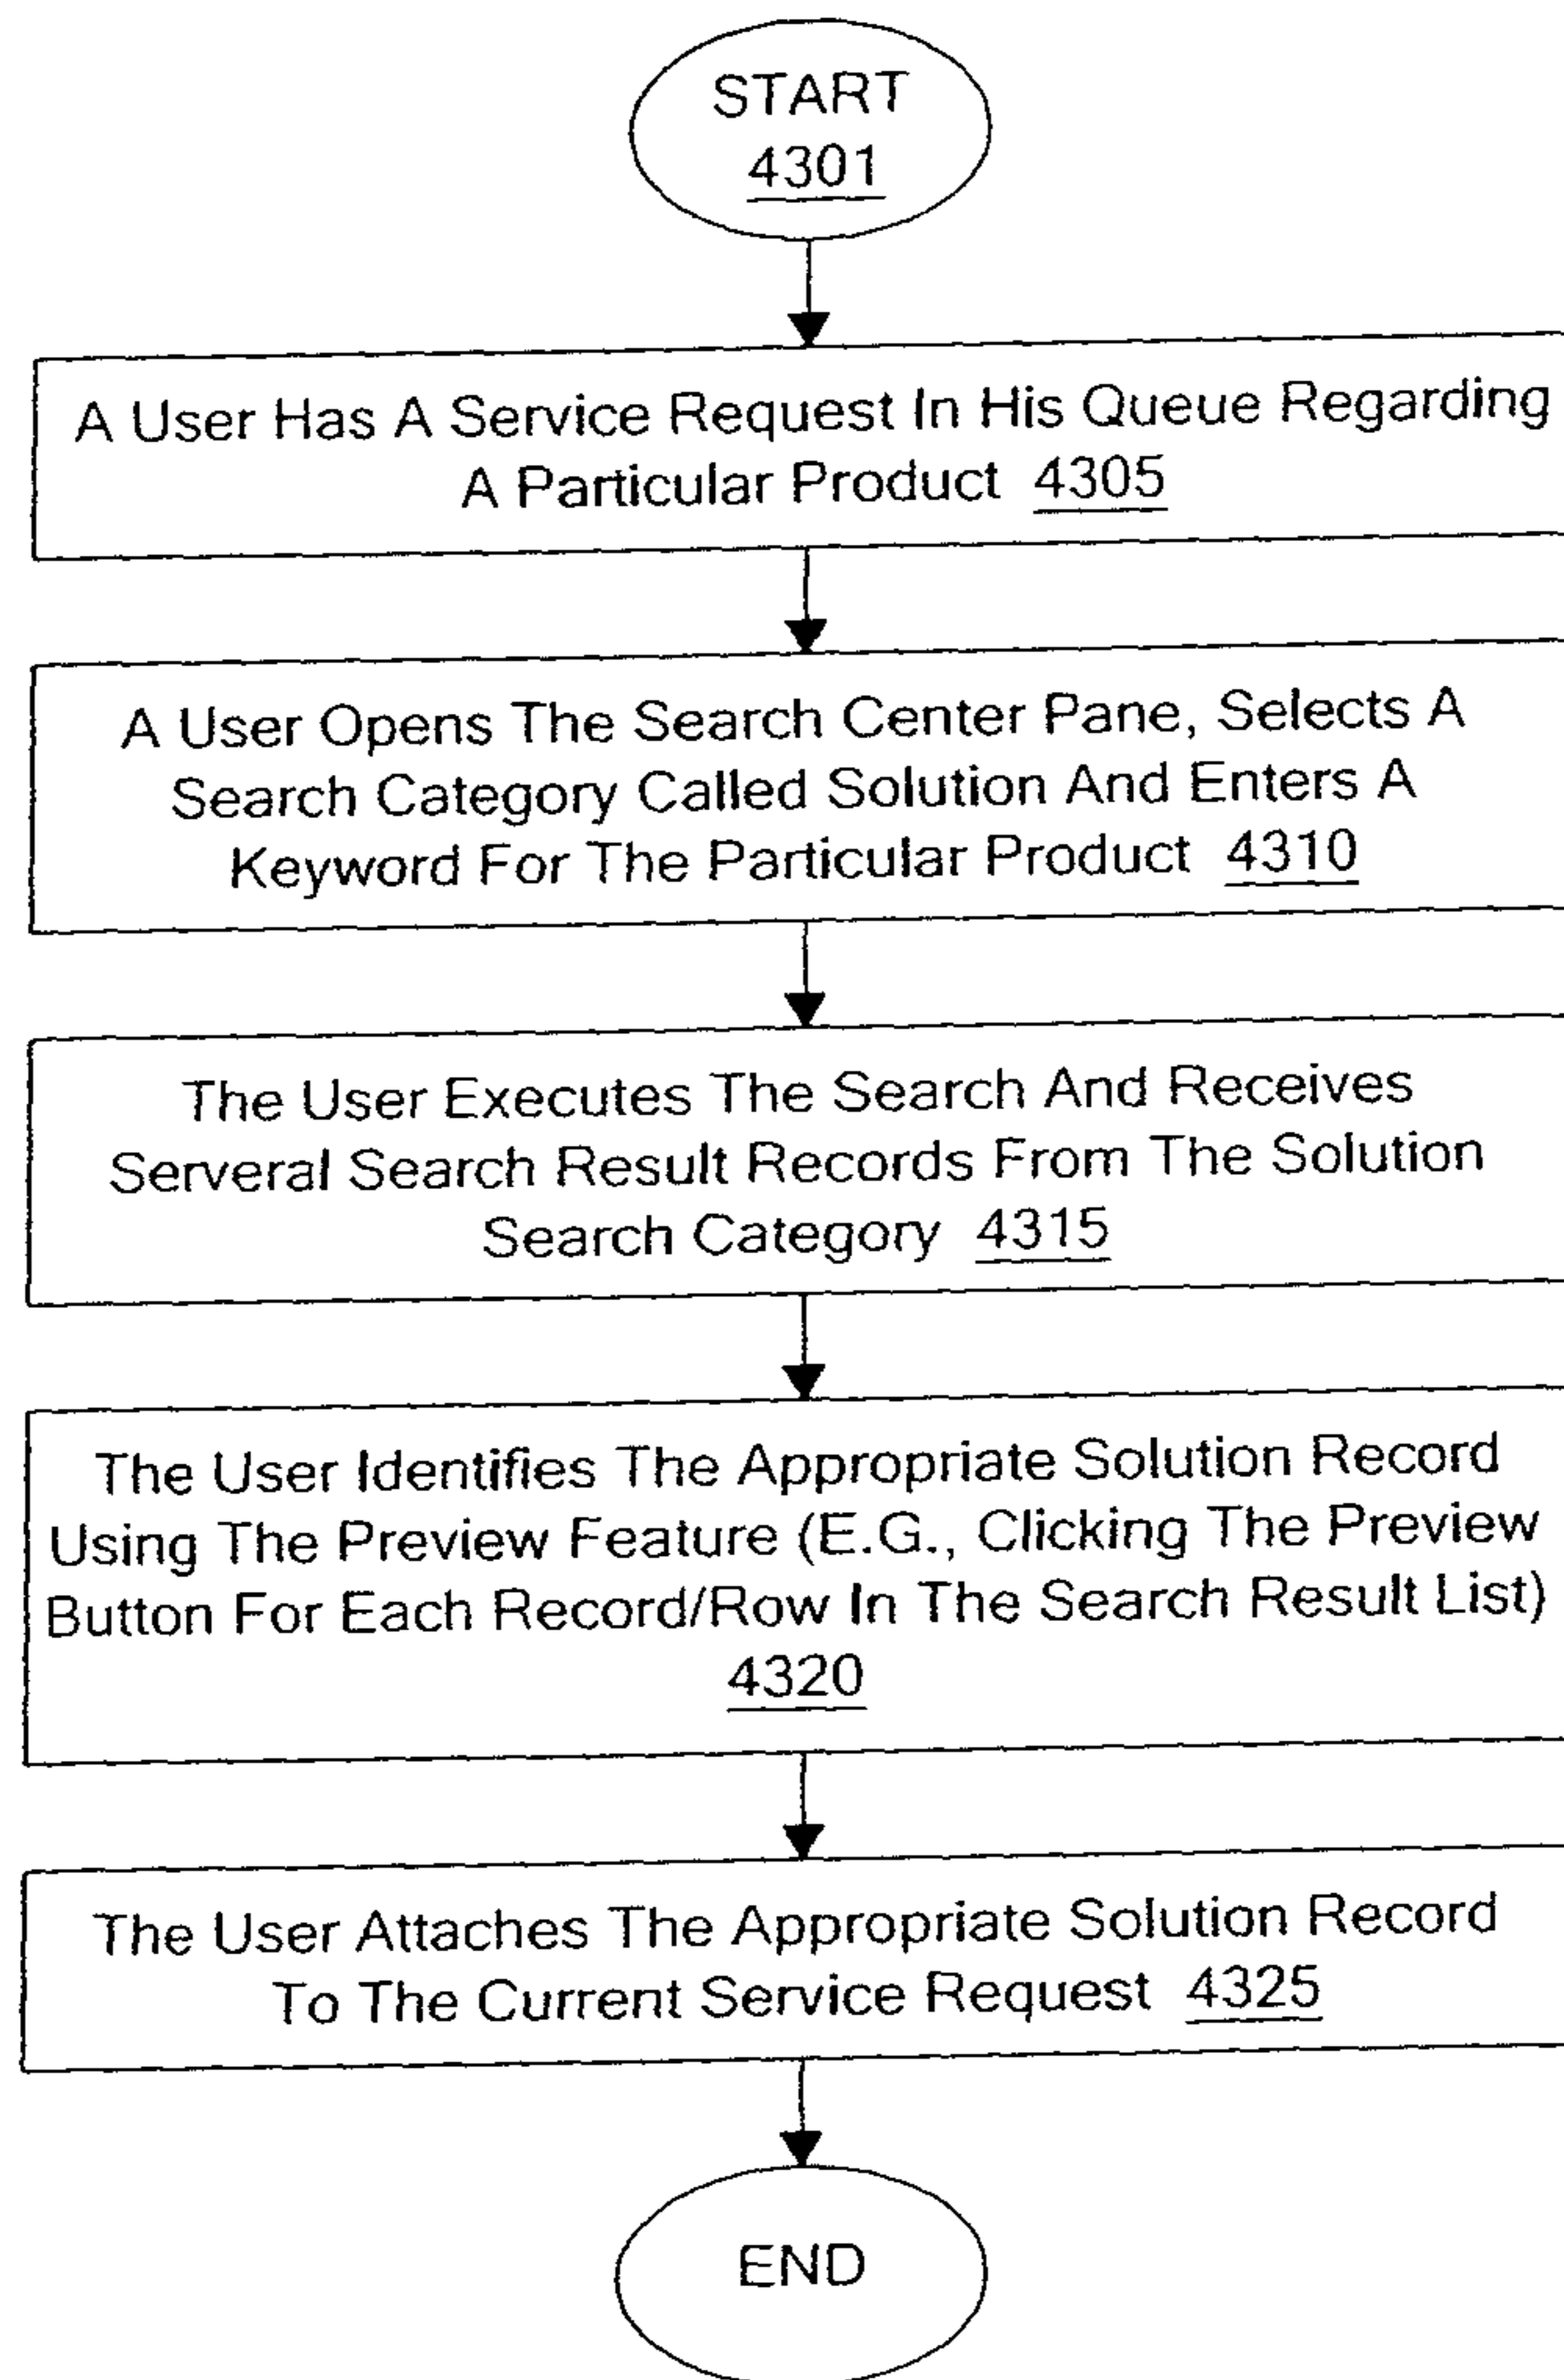 START
4301
A User Has A Service Request In His Queue Regarding
A Particular Product 4305
A User Opens The Search Center Pane, Selects A
Search Category Called Solution And Enters A
Keyword For The Particular Product 4310
The User Executes The Search And Receives
Serveral Search Result Records From The Solution
Search Category 4315
The User Identifies The Appropriate Solution Record
Using The Preview Feature (E.G., Clicking The Preview
Button For Each Record/Row In The Search Result List)
4320
The User Attaches The Appropriate Solution Record
To The Current Service Request 4325
END